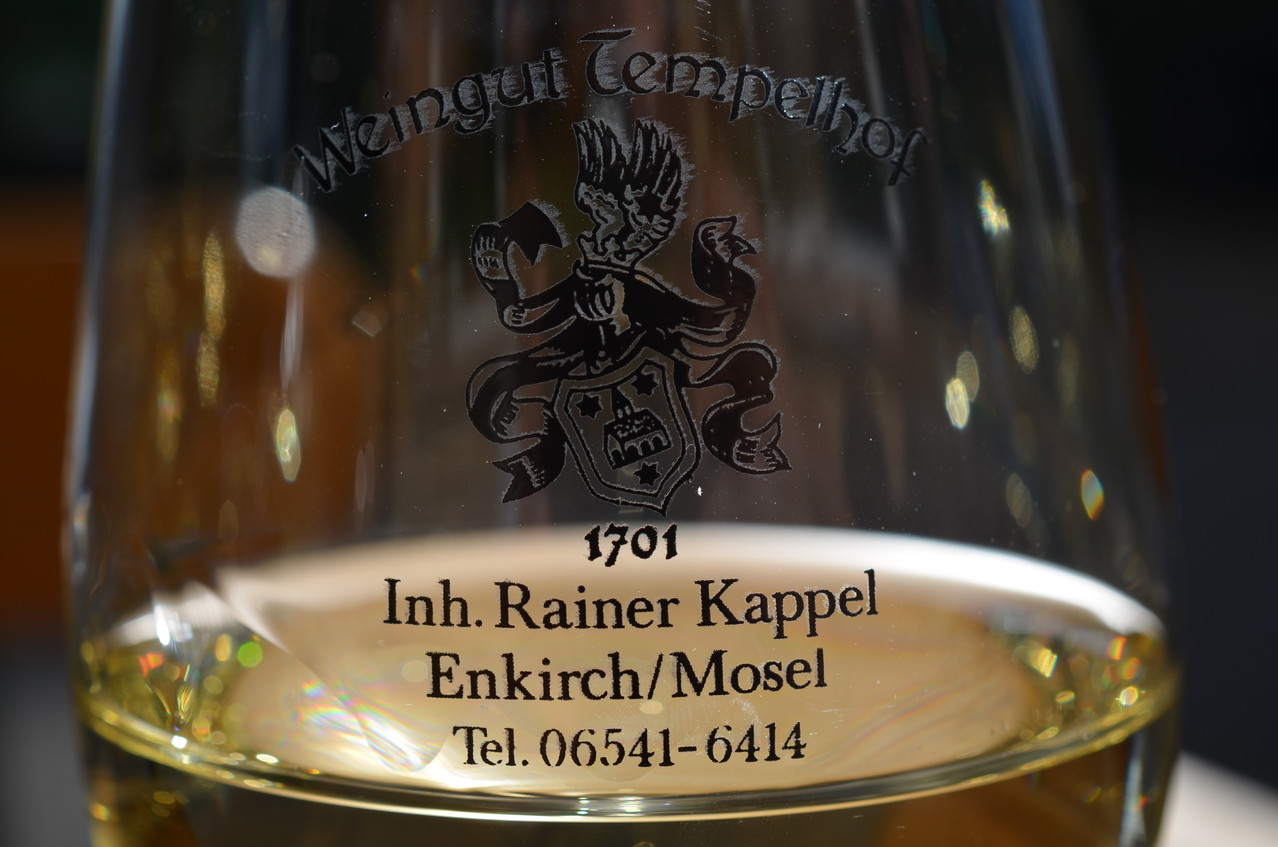 Weingut Tempelhof
1701
Inh. Rainer Kappel
Enkirch/Mosel
Tel. 06541-6414